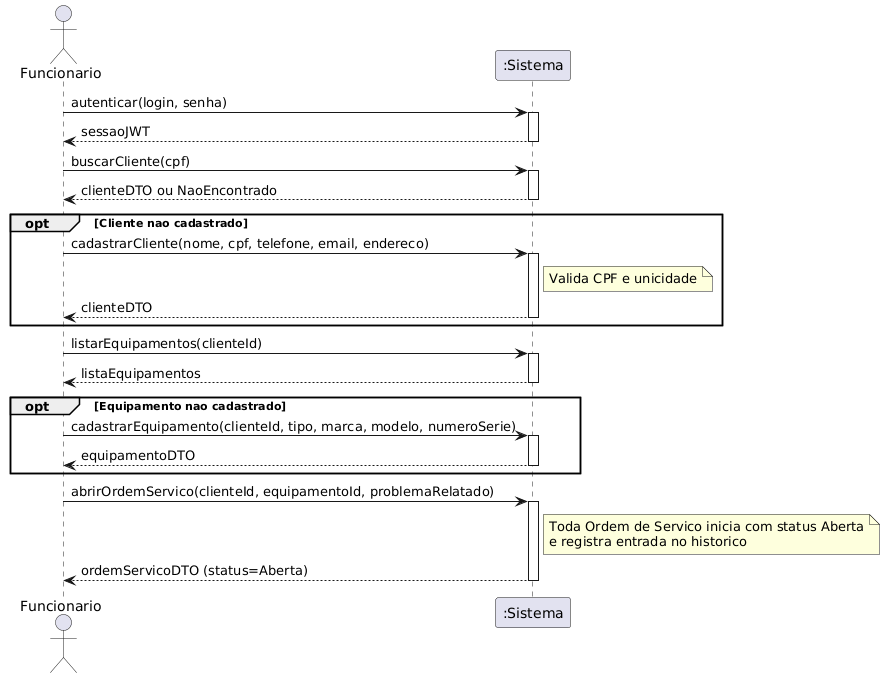 Funcionario
:Sistema
autenticar(login, senha)
sessaoJWT
buscarCliente(cpf)
clienteDTO ou NaoEncontrado
opt [Cliente nao cadastrado]
cadastrarCliente(nome, cpf, telefone, email, endereco)
Valida CPF e unicidade
clienteDTO
listarEquipamentos(clienteId)
listaEquipamentos
opt [Equipamento nao cadastrado]
cadastrarEquipamento(clienteId, tipo, marca, modelo, numeroSerie)
equipamentoDTO
abrirOrdemServico(clienteId, equipamentoId, problemaRelatado)
Toda Ordem de Servico inicia com status Aberta
e registra entrada no historico
ordemServicoDTO (status=Aberta)
Funcionario
:Sistema